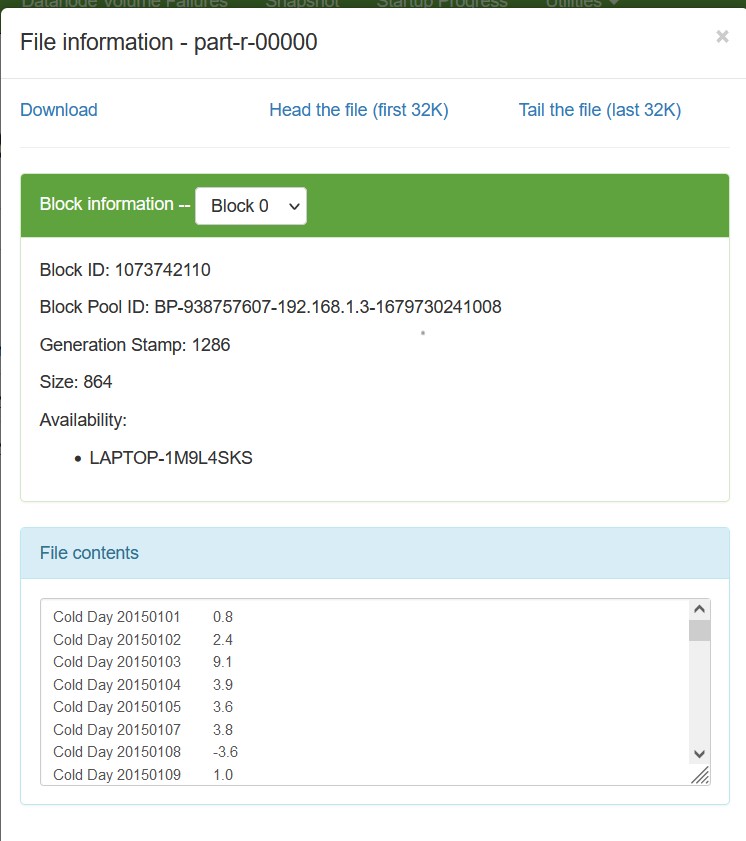 Datanode Volume Failures Snapshot Startup Progress Utilities
File information - part-r-00000 ×
Download Head the file (first 32K) Tail the file (last 32K)
Block information -- Block 0
Block ID: 1073742110
Block Pool ID: BP-938757607-192.168.1.3-1679730241008
Generation Stamp: 1286
Size: 864
Availability:
• LAPTOP-1M9L4SKS
File contents
Cold Day 20150101 0.8
Cold Day 20150102 2.4
Cold Day 20150103 9.1
Cold Day 20150104 3.9
Cold Day 20150105 3.6
Cold Day 20150107 3.8
Cold Day 20150108 -3.6
Cold Day 20150109 1.0